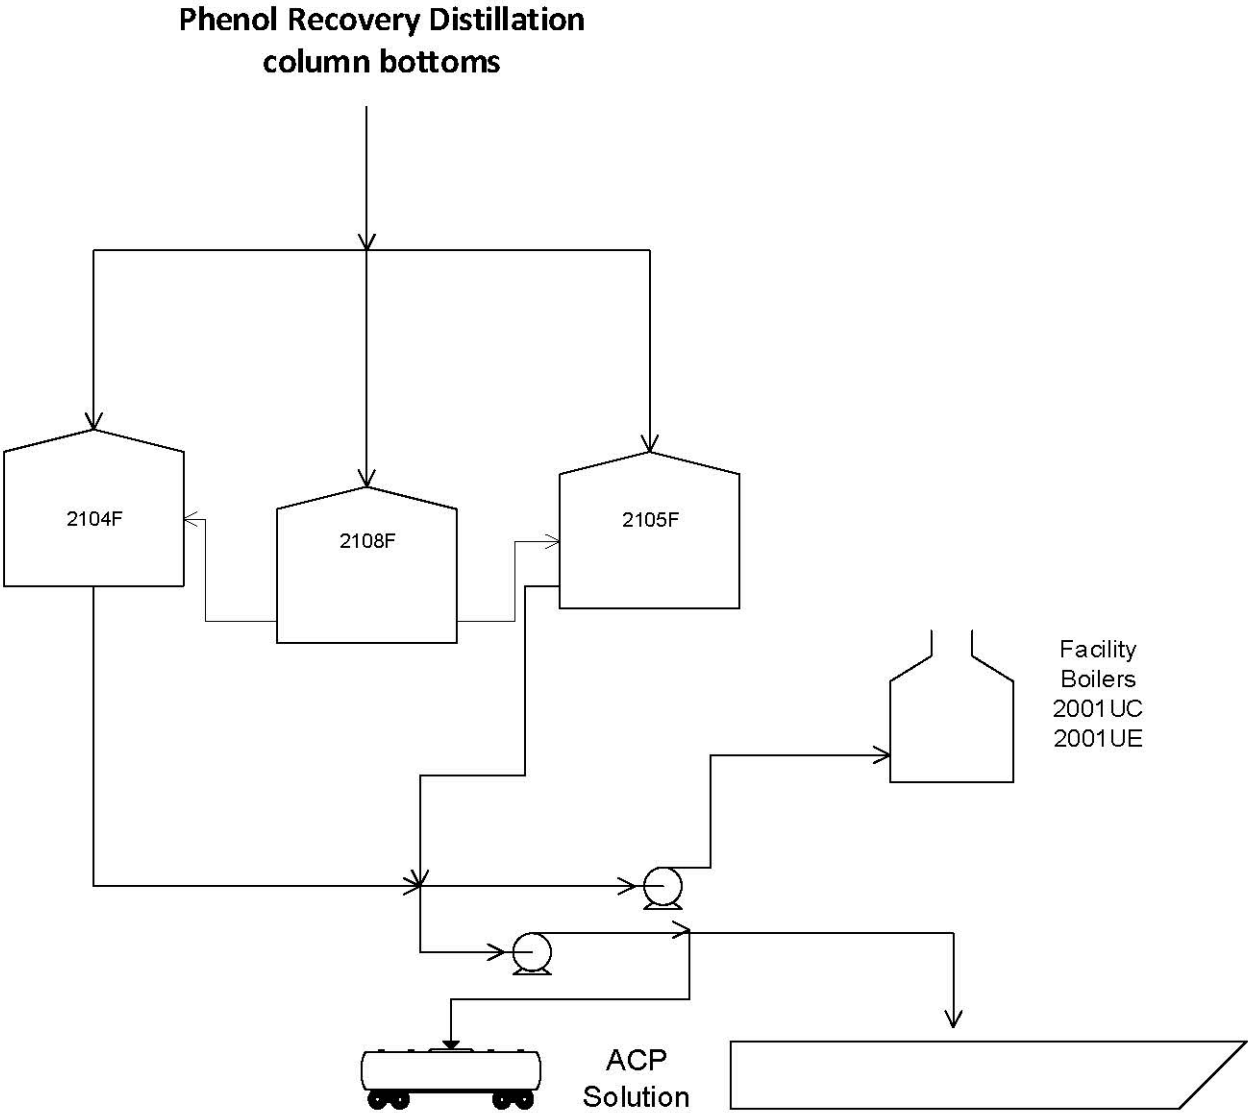 Phenol Recovery Distillation
column bottoms
2104F
2108F
2105F
Facility
Boilers
2001UC
2001UE
ACP
Solution